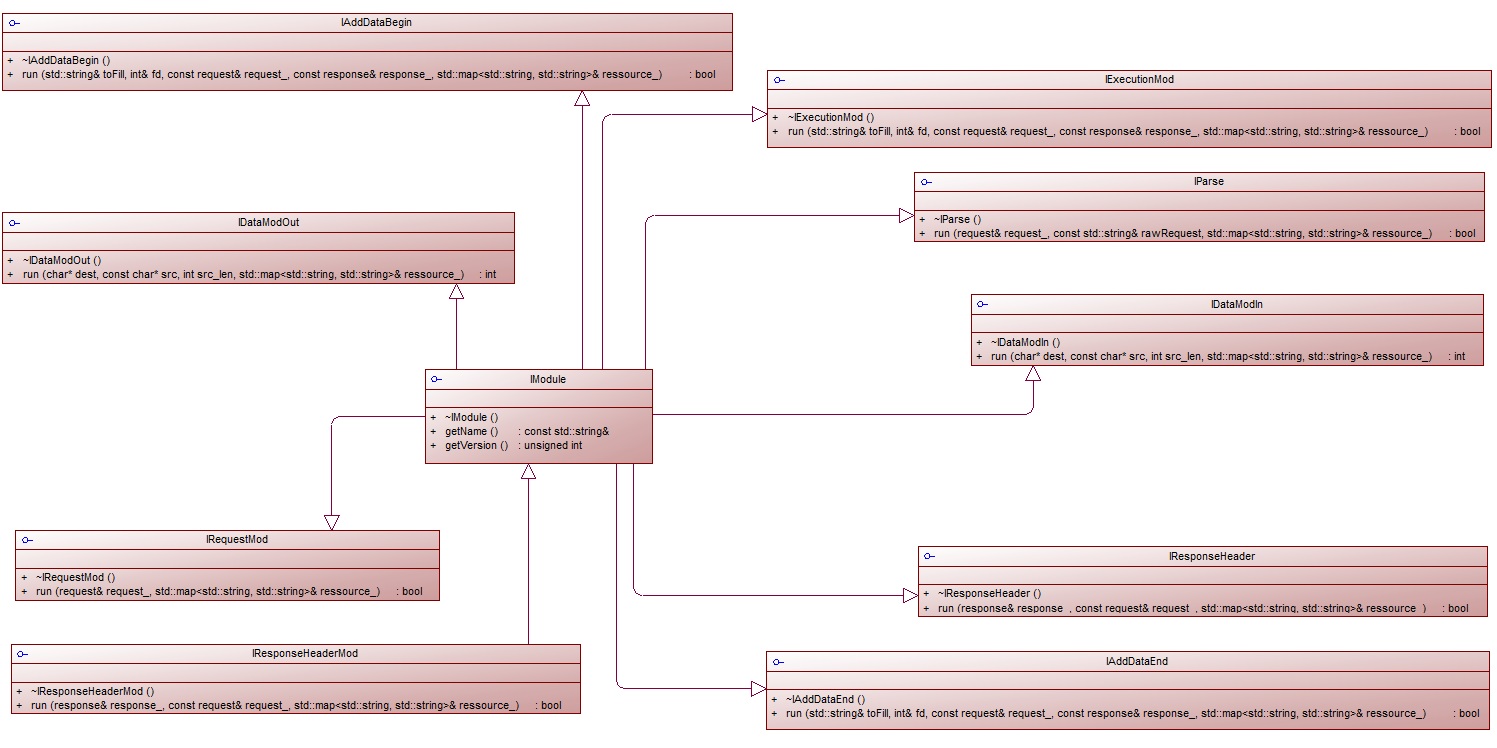 IAddDataBegin
+ ~IAddDataBegin ()
+ run (std::string& toFill, int& fd, const request& request_, const response& response_, std::map<std::string, std::string>& ressource_) : bool
IExecutionMod
+ ~IExecutionMod ()
+ run (std::string& toFill, int& fd, const request& request_, const response& response_, std::map<std::string, std::string>& ressource_) : bool
IParse
+ ~IParse ()
+ run (request& request_, const std::string& rawRequest, std::map<std::string, std::string>& ressource_) : bool
IDataModOut
+ ~IDataModOut ()
+ run (char* dest, const char* src, int src_len, std::map<std::string, std::string>& ressource_) : int
IDataModIn
+ ~IDataModIn ()
+ run (char* dest, const char* src, int src_len, std::map<std::string, std::string>& ressource_) : int
IModule
+ ~IModule ()
+ getName () : const std::string&
+ getVersion () : unsigned int
IRequestMod
+ ~IRequestMod ()
+ run (request& request_, std::map<std::string, std::string>& ressource_) : bool
IResponseHeader
+ ~IResponseHeader ()
+ run (response& response_, const request& request_, std::map<std::string, std::string>& ressource_) : bool
IResponseHeaderMod
+ ~IResponseHeaderMod ()
+ run (response& response_, const request& request_, std::map<std::string, std::string>& ressource_) : bool
IAddDataEnd
+ ~IAddDataEnd ()
+ run (std::string& toFill, int& fd, const request& request_, const response& response_, std::map<std::string, std::string>& ressource_) : bool